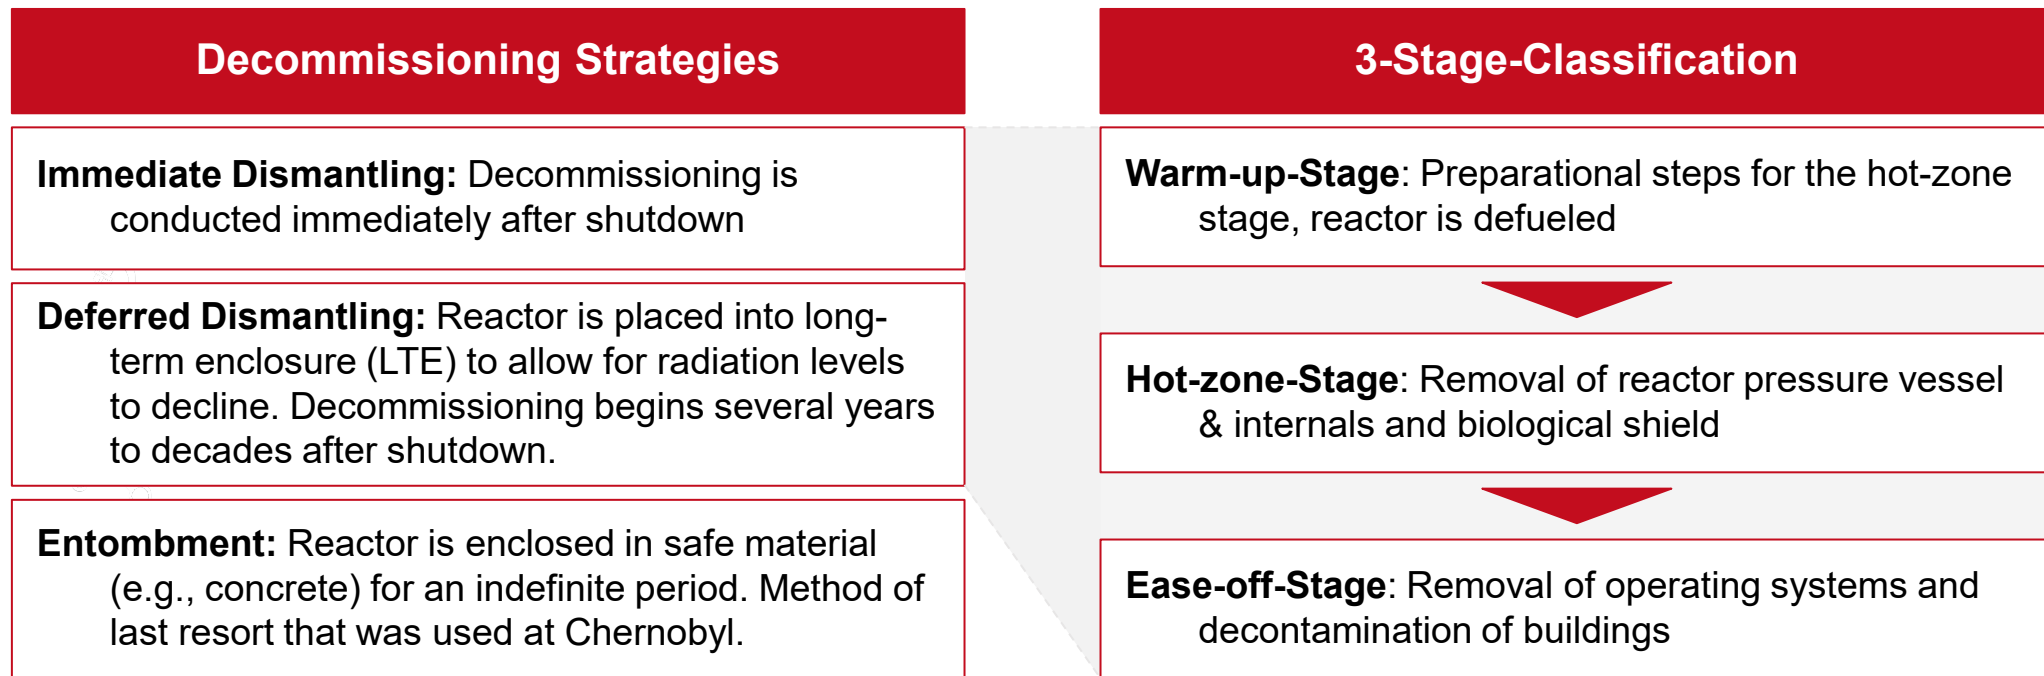 Decommissioning Strategies
Immediate Dismantling: Decommissioning is
conducted immediately after shutdown
Deferred Dismantling: Reactor is placed into long-
term enclosure (LTE) to allow for radiation levels
to decline. Decommissioning begins several years
to decades after shutdown.
Entombment: Reactor is enclosed in safe material
(e.g., concrete) for an indefinite period. Method of
last resort that was used at Chernobyl.
3-Stage-Classification
Warm-up-Stage: Preparational steps for the hot-zone
stage, reactor is defueled
Hot-zone-Stage: Removal of reactor pressure vessel
& internals and biological shield
Ease-off-Stage: Removal of operating systems and
decontamination of buildings